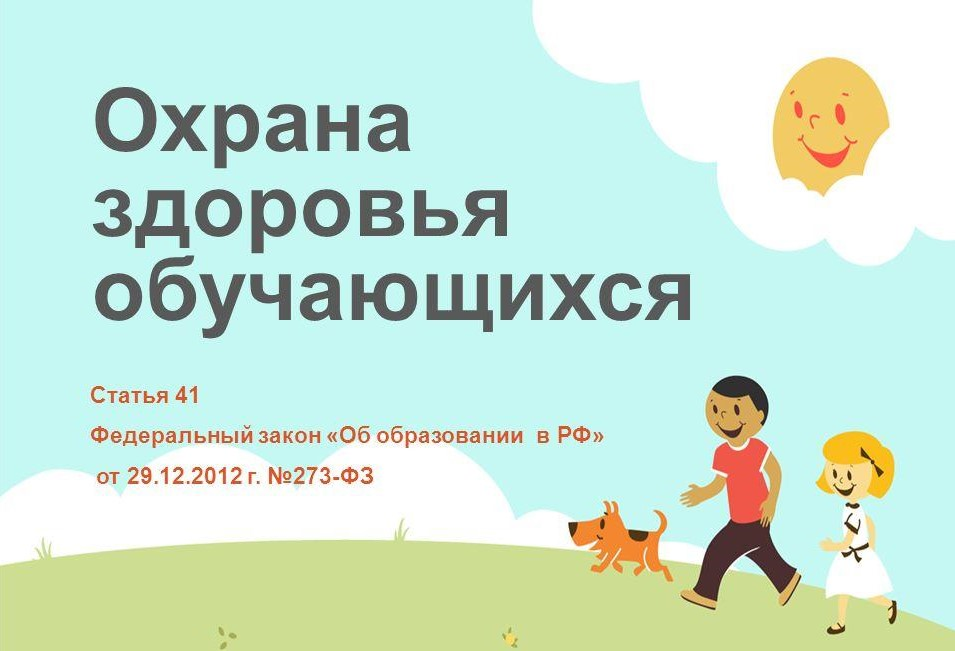 Охрана
здоровья
обучающихся
Статья 41
Федеральный закон «Об образовании в РФ»
от 29.12.2012 г. №273-ФЗ